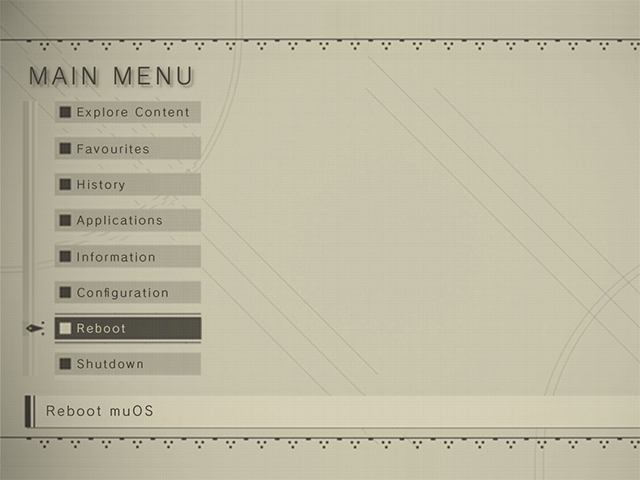 MAIN MENU
Explore Content
Favourites
History
Applications
Information
Configuration
Reboot
Shutdown
Reboot muOS